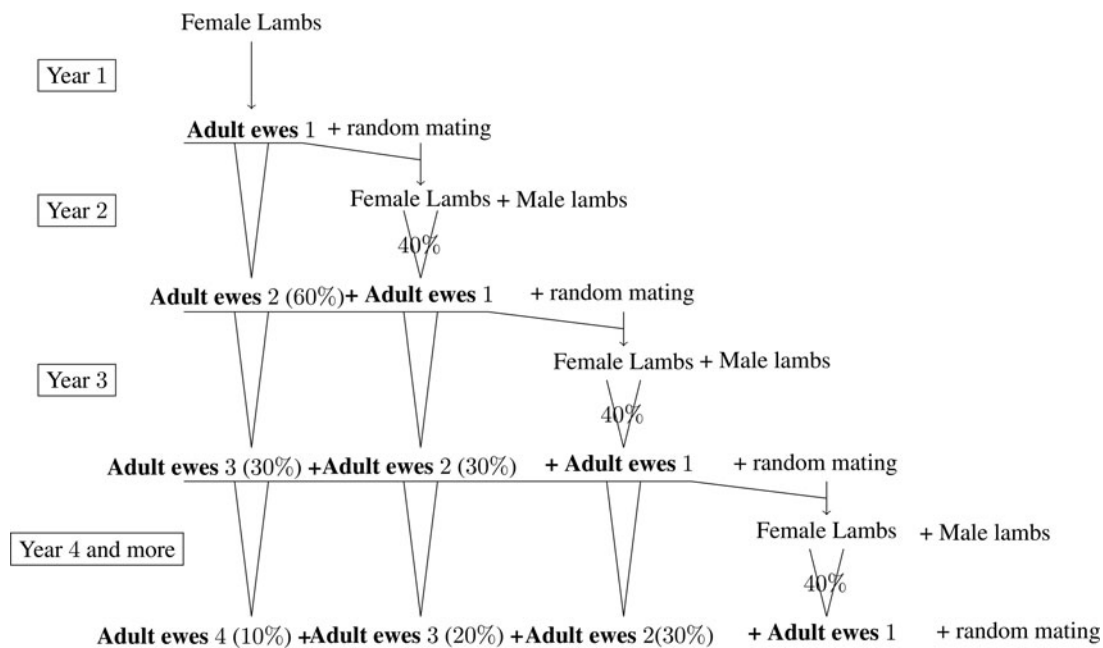 Female Lambs
Year 1
Adult ewes 1 + random mating
Year 2
Female Lambs + Male lambs
40%
Adult ewes 2 (60%)+ Adult ewes 1 + random mating
Year 3
Female Lambs + Male lambs
40%
Adult ewes 3 (30%) +Adult ewes 2 (30%) + Adult ewes 1 + random mating
Year 4 and more
Female Lambs + Male lambs
40%
Adult ewes 4 (10%) +Adult ewes 3 (20%) +Adult ewes 2(30%) + Adult ewes 1 + random mating